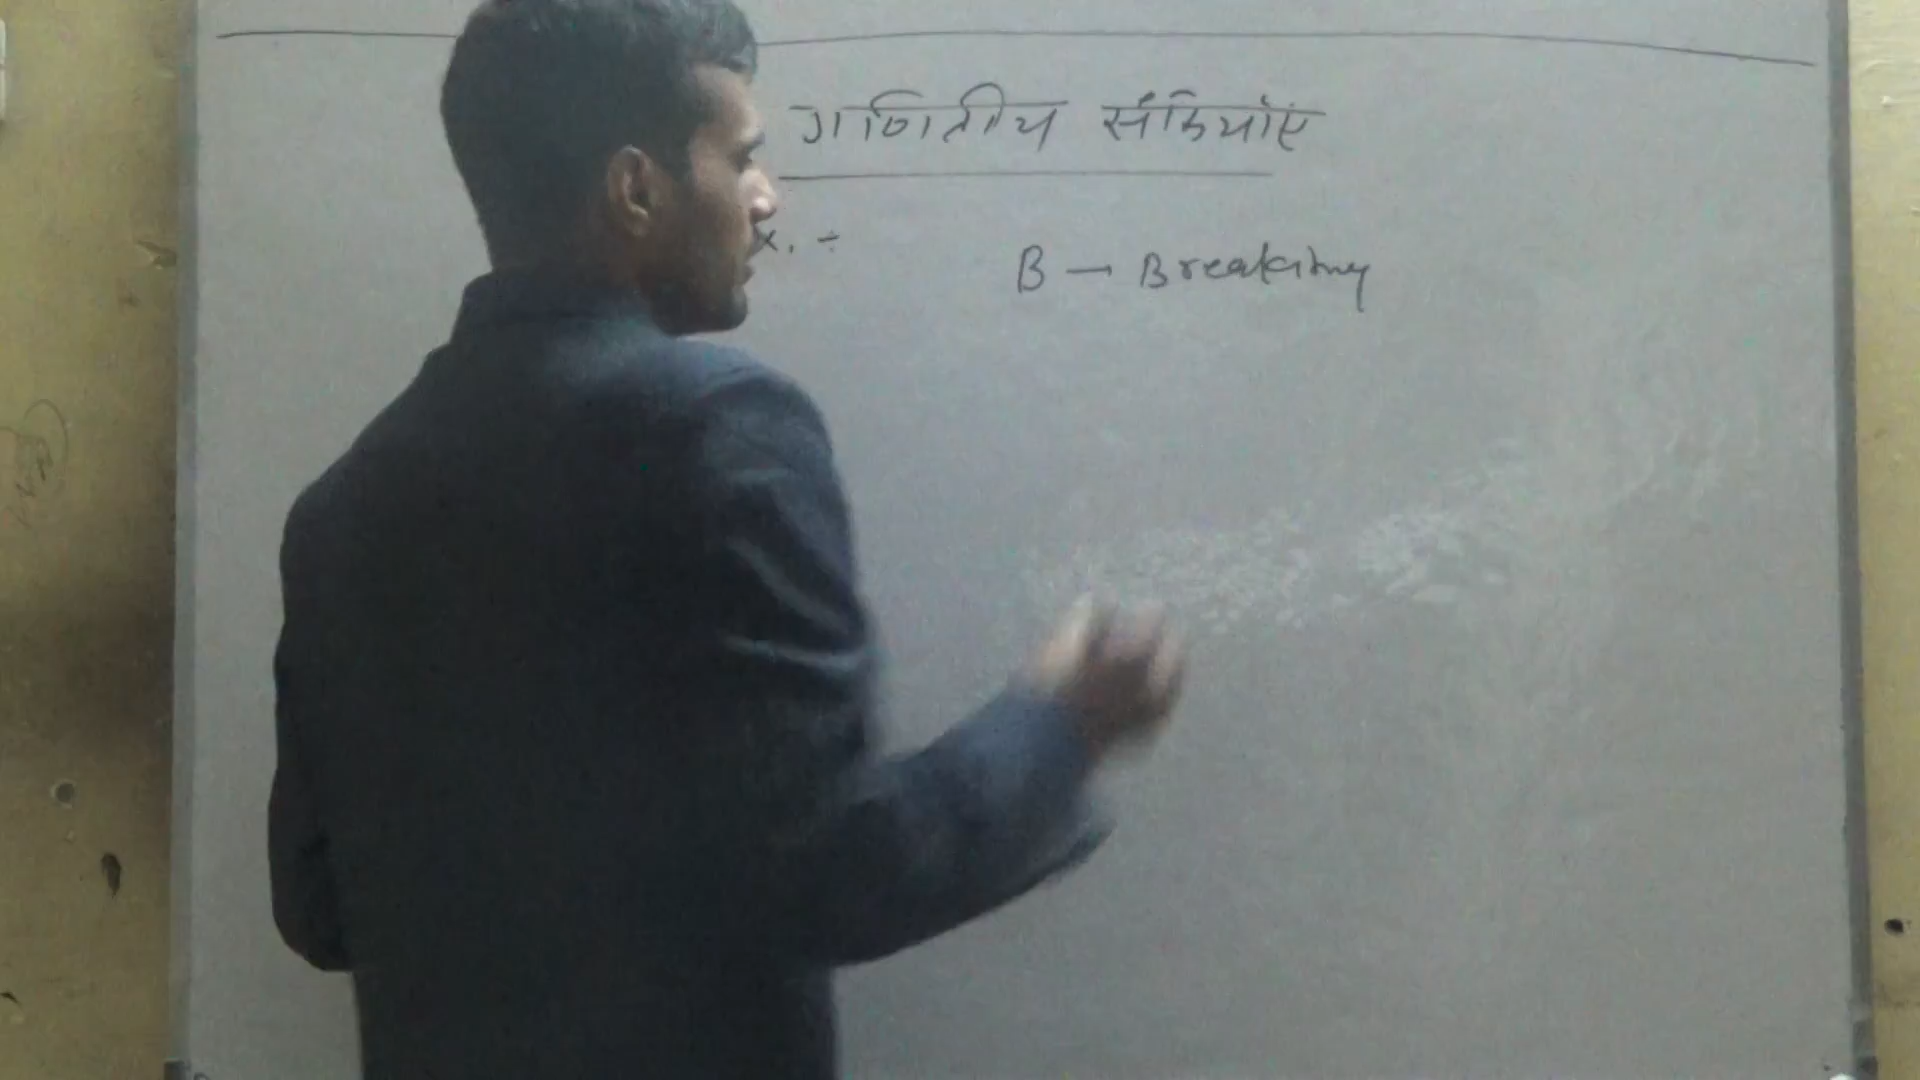 गणितीय संक्रियाएं
×, ÷
B → Breaking